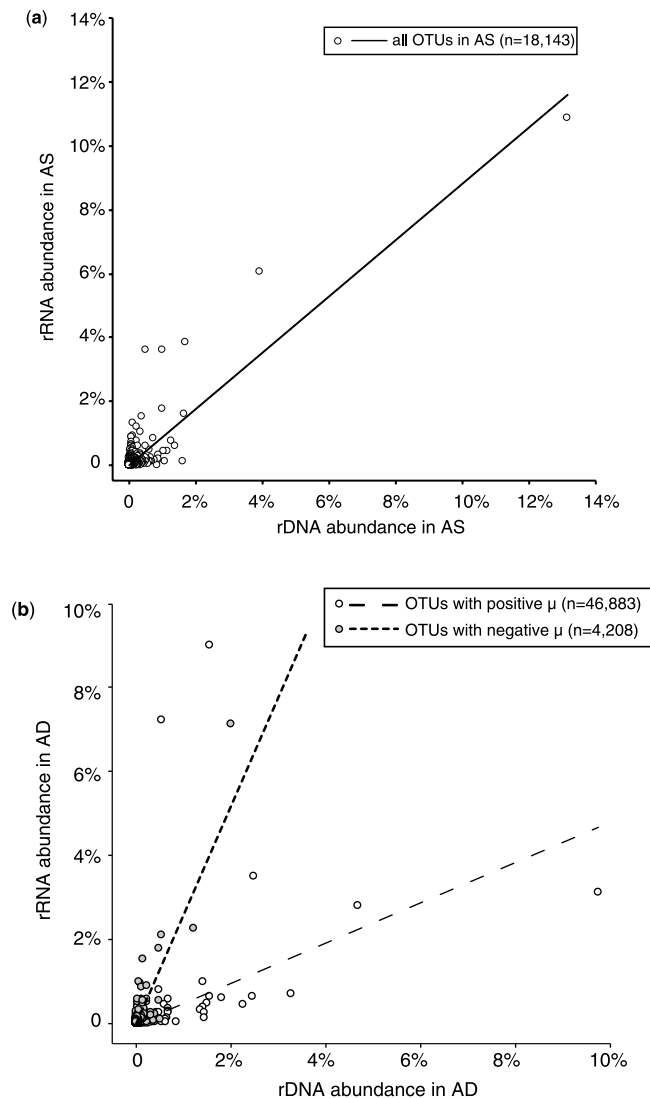 (a)
14%
12%
10%
8%
6%
4%
2%
0
rRNA abundance in AS
all OTUs in AS (n=18,143)
0 2% 4% 6% 8% 10% 12% 14%
rDNA abundance in AS
(b)
10%
8%
6%
4%
2%
0
rRNA abundance in AD
OTUs with positive µ (n=46,883)
OTUs with negative µ (n=4,208)
0 2% 4% 6% 8% 10%
rDNA abundance in AD